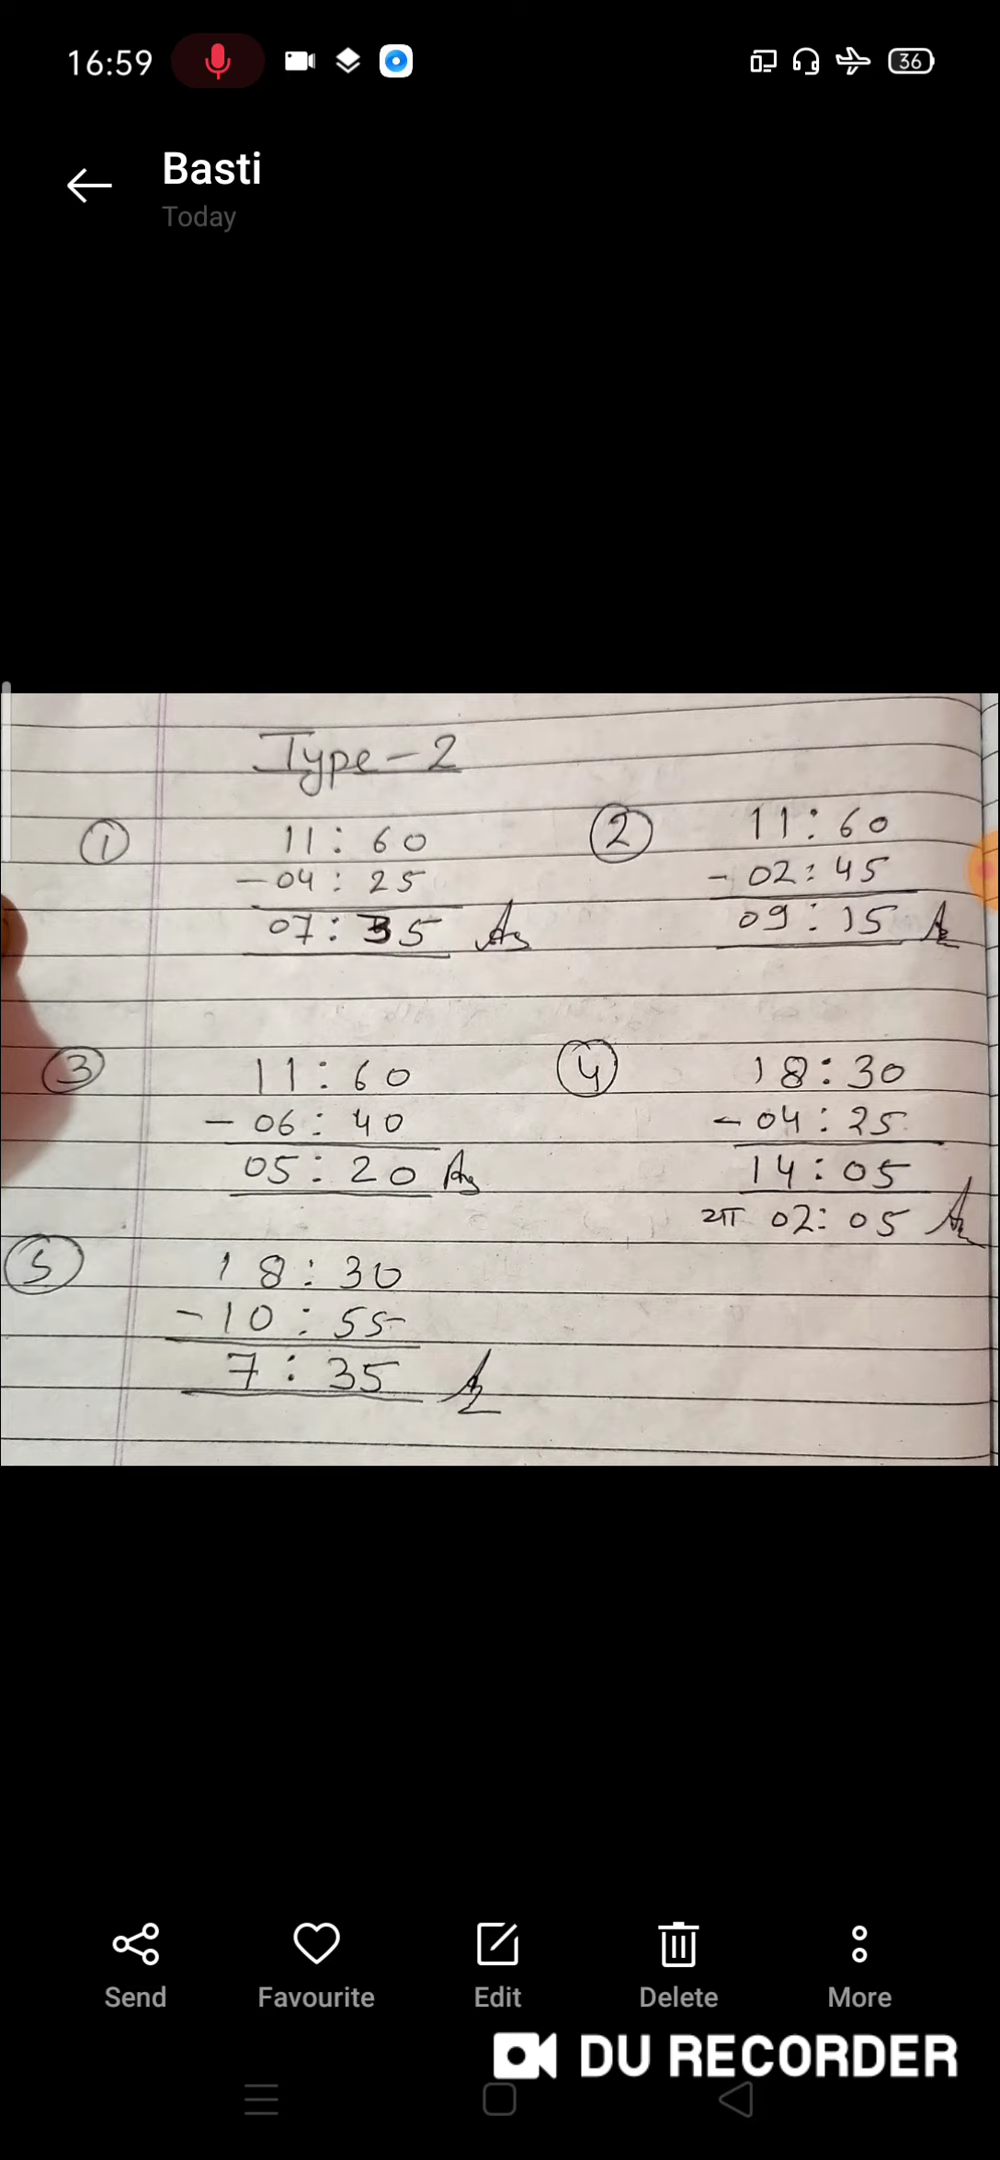 16:59
36
Basti
Today
Type-2
① 11:60
-04:25
07:35 Ans
② 11:60
-02:45
09:15 A
③ 11:60
-06:40
05:20 Ans
④ 18:30
-04:25
14:05
या 02:05 A
⑤ 18:30
-10:55
7:35 A
Send Favourite Edit Delete More
DU RECORDER